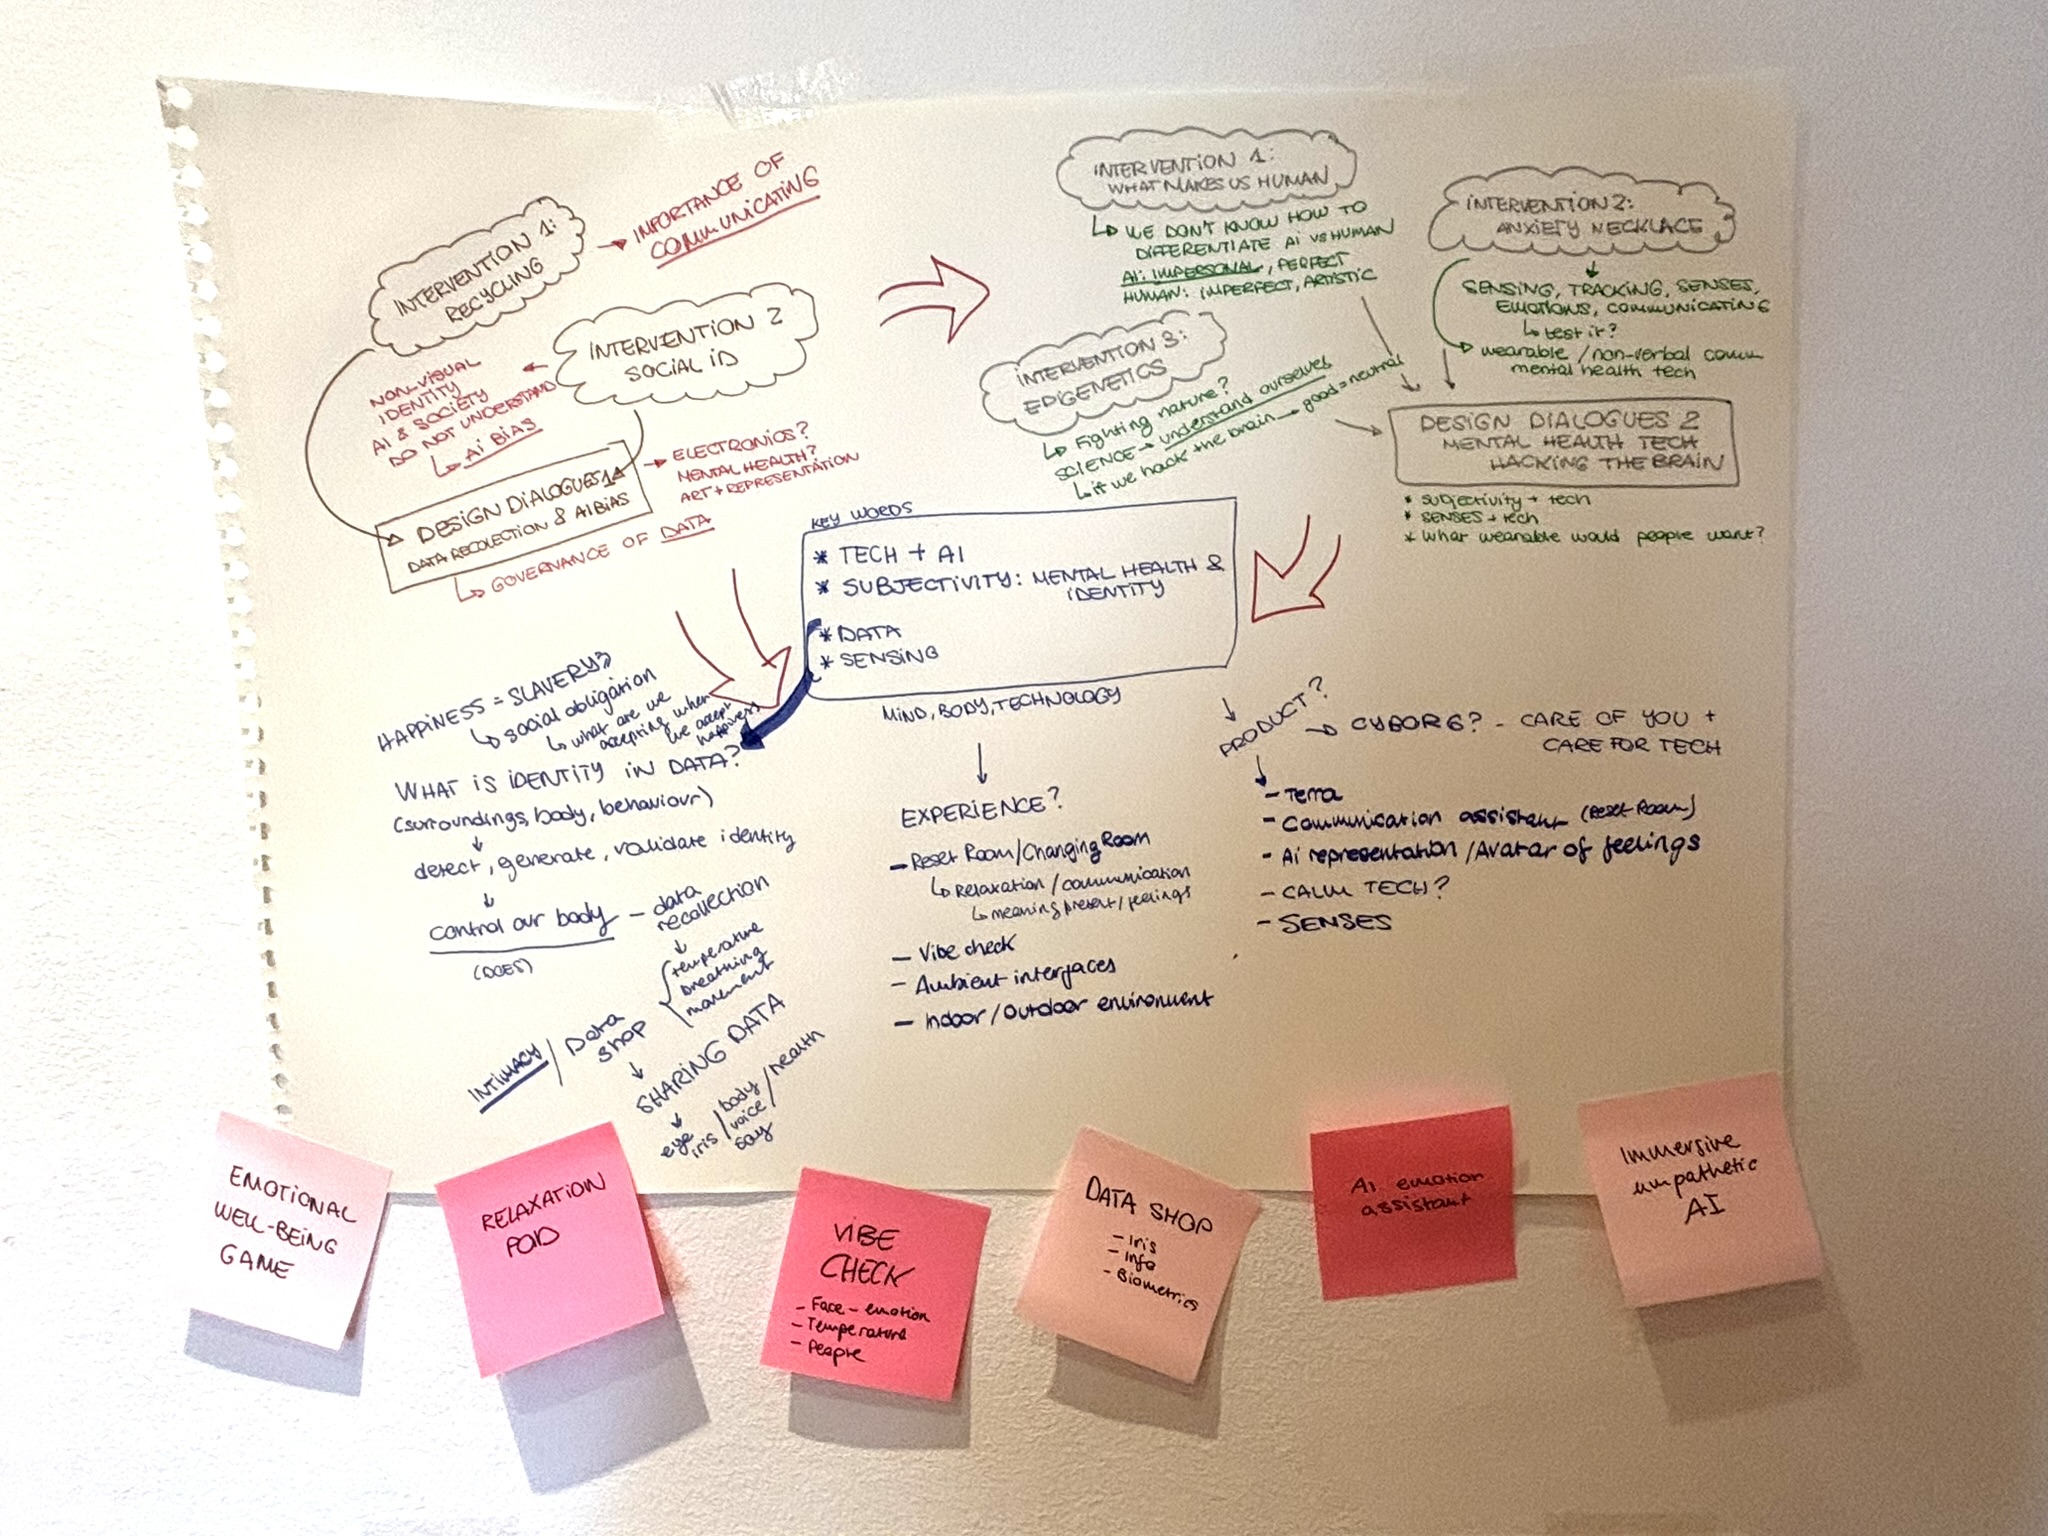 INTERVENTION 1:
RECYCLING
IMPORTANCE OF
COMMUNICATING
INTERVENTION 2
SOCIAL ID
NON-VISUAL
IDENTITY
AI & SOCIETY
DO NOT UNDERSTAND
AI BIAS
DESIGN DIALOGUES 1
DATA RECOLECTION & AI BIAS
ELECTRONICS?
MENTAL HEALTH?
ART + REPRESENTATION
GOVERNANCE OF DATA
INTERVENTION 1:
WHAT MAKES US HUMAN
WE DON'T KNOW HOW TO
DIFFERENTIATE AI VS HUMAN
AI: IMPERSONAL, PERFECT
HUMAN: IMPERFECT, ARTISTIC
INTERVENTION 2:
ANXIETY NECKLACE
SENSING, TRACKING, SENSES,
EMOTIONS, COMMUNICATING
test it?
wearable / non-verbal comm
mental health tech
INTERVENTION 3:
EPIGENETICS
Fighting nature?
SCIENCE → understand ourselves
if we hack the brain → good = neutral
DESIGN DIALOGUES 2
MENTAL HEALTH TECH
HACKING THE BRAIN
* subjectivity + tech
* SENSES + tech
* What wearable would people want?
KEY WORDS
* TECH + AI
* SUBJECTIVITY: MENTAL HEALTH &
IDENTITY
* DATA
* SENSING
MIND, BODY, TECHNOLOGY
HAPPINESS = SLAVERY?
social obligation
what are we
accepting when
we accept
happiness
WHAT IS IDENTITY IN DATA?
(surroundings, body, behaviour)
detect, generate, validate identity
control our body – data
recollection
(DOES)
temperature
breathing
movement
INTIMACY / Data
shop
SHARING DATA
eye
iris / body
voice / health
say
EXPERIENCE?
– Reset Room/Changing Room
Relaxation / communication
meaning present / feelings
– Vibe check
– Ambient interfaces
– Indoor / Outdoor environment
PRODUCT?
CYBORG? – CARE OF YOU +
CARE FOR TECH
– Terra
– Communication assistant (Reset Room)
– Ai representation / Avatar of feelings
– CALM TECH?
– SENSES
EMOTIONAL
WELL-BEING
GAME
RELAXATION
POD
VIBE
CHECK
– Face – emotion
– Temperature
– People
DATA SHOP
– Iris
– Info
– Biometrics
Ai emotion
assistant
Immersive
empathetic
AI